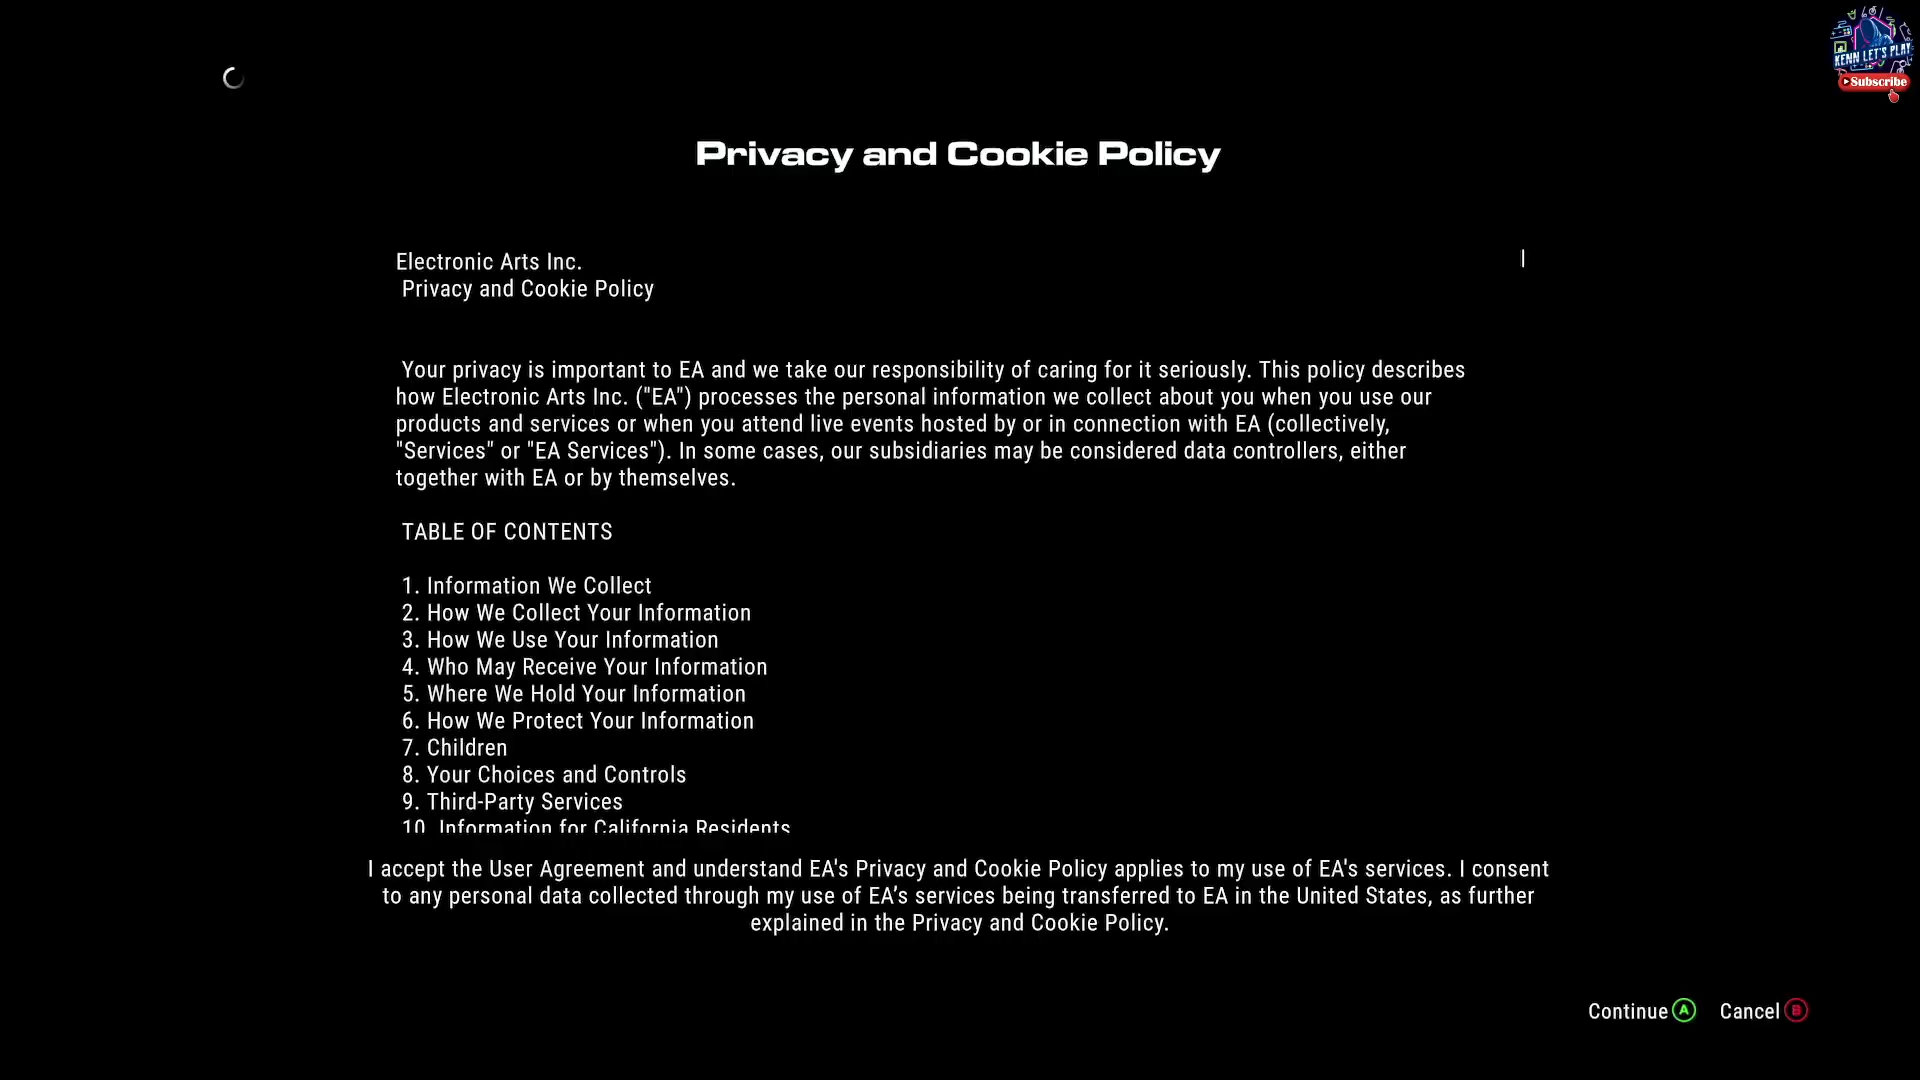 KENN LET'S PLAY
Subscribe
Privacy and Cookie Policy
Electronic Arts Inc.
Privacy and Cookie Policy
Your privacy is important to EA and we take our responsibility of caring for it seriously. This policy describes
how Electronic Arts Inc. ("EA") processes the personal information we collect about you when you use our
products and services or when you attend live events hosted by or in connection with EA (collectively,
"Services" or "EA Services"). In some cases, our subsidiaries may be considered data controllers, either
together with EA or by themselves.
TABLE OF CONTENTS
1. Information We Collect
2. How We Collect Your Information
3. How We Use Your Information
4. Who May Receive Your Information
5. Where We Hold Your Information
6. How We Protect Your Information
7. Children
8. Your Choices and Controls
9. Third-Party Services
10. Information for California Residents
I accept the User Agreement and understand EA's Privacy and Cookie Policy applies to my use of EA's services. I consent
to any personal data collected through my use of EA’s services being transferred to EA in the United States, as further
explained in the Privacy and Cookie Policy.
Continue A Cancel B